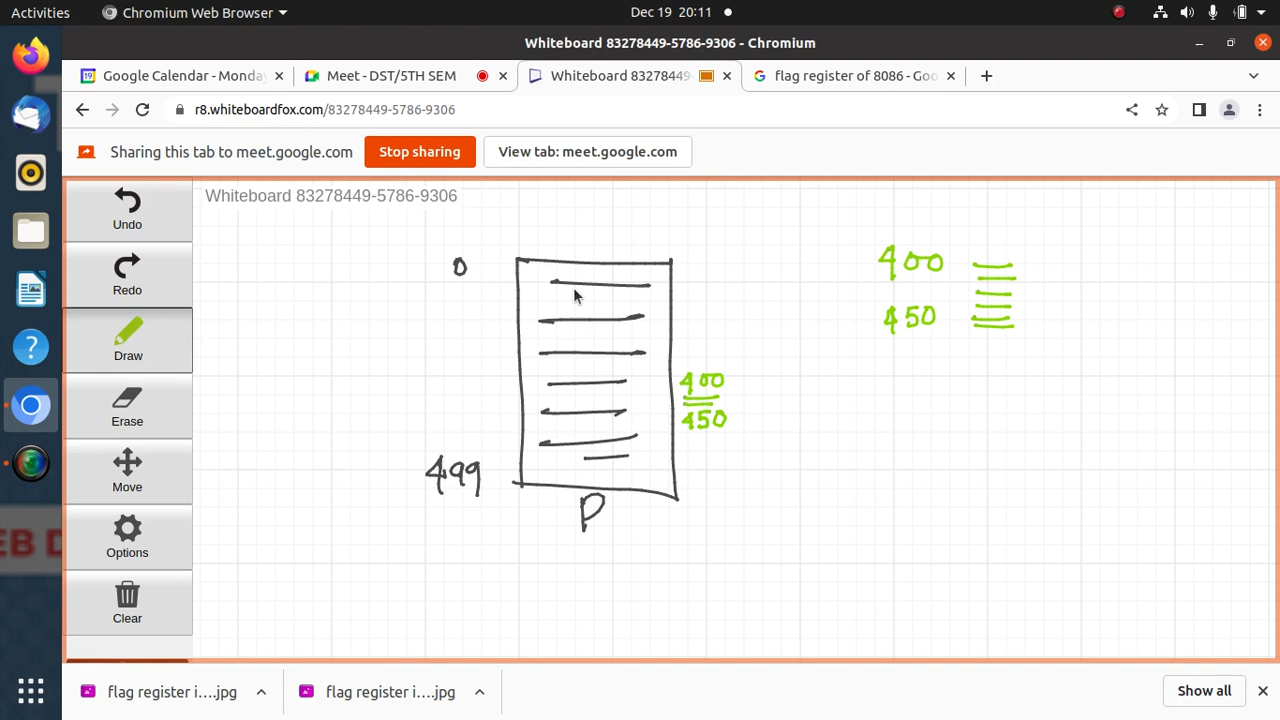 Activities
Chromium Web Browser
Dec 19 20:11
Whiteboard 83278449-5786-9306 - Chromium
19
Google Calendar - Monda
Meet - DST/5TH SEM
Whiteboard 83278449-
flag register of 8086 - Goo
r8.whiteboardfox.com/83278449-5786-9306
Sharing this tab to meet.google.com
Stop sharing
View tab: meet.google.com
Whiteboard 83278449-5786-9306
Undo
Redo
Draw
Erase
Move
Options
Clear
0
499
P
400
450
400
450
flag register i....jpg
flag register i....jpg
Show all